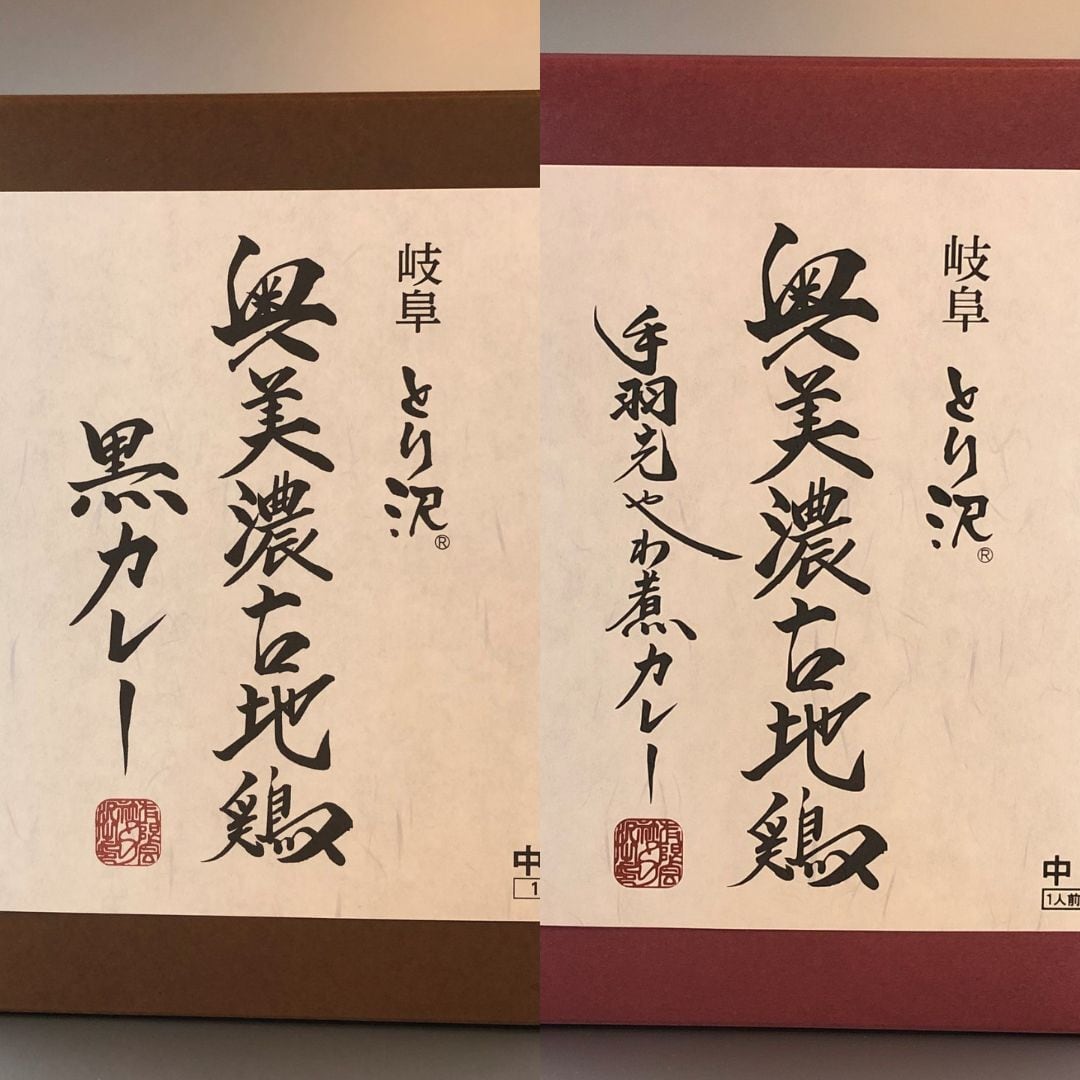 岐阜 とり沢®
奥美濃古地鶏
黒カレー
中
1
岐阜 とり沢®
奥美濃古地鶏
手羽先やわ煮カレー
中
1人前